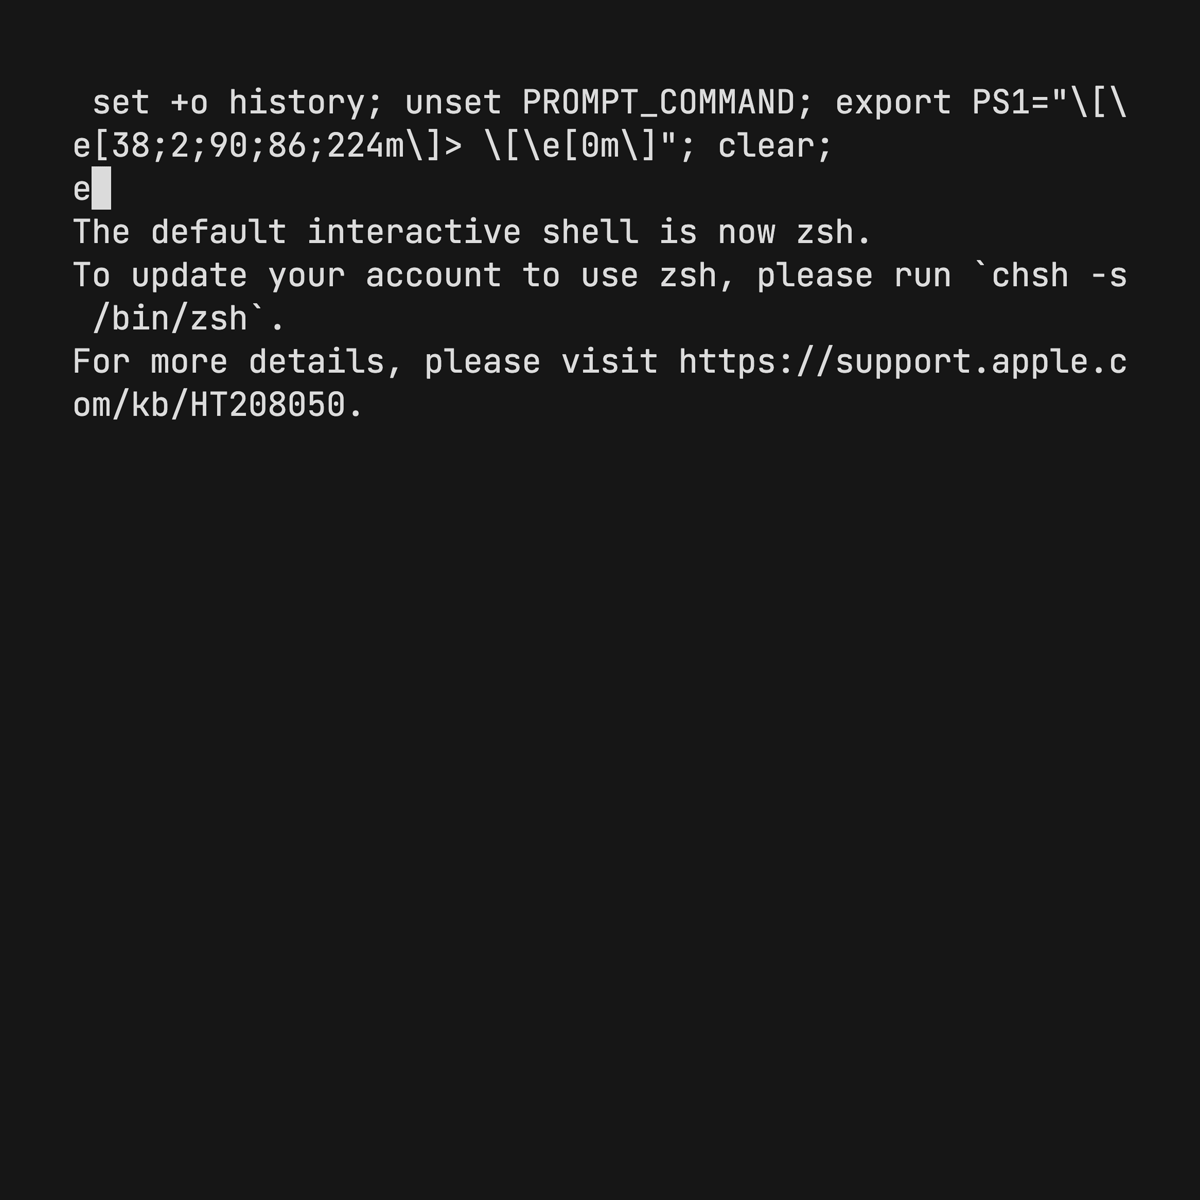 set +o history; unset PROMPT_COMMAND; export PS1="\[\
e[38;2;90;86;224m\]> \[\e[0m\]"; clear;
e
The default interactive shell is now zsh.
To update your account to use zsh, please run `chsh -s
 /bin/zsh`.
For more details, please visit https://support.apple.c
om/kb/HT208050.